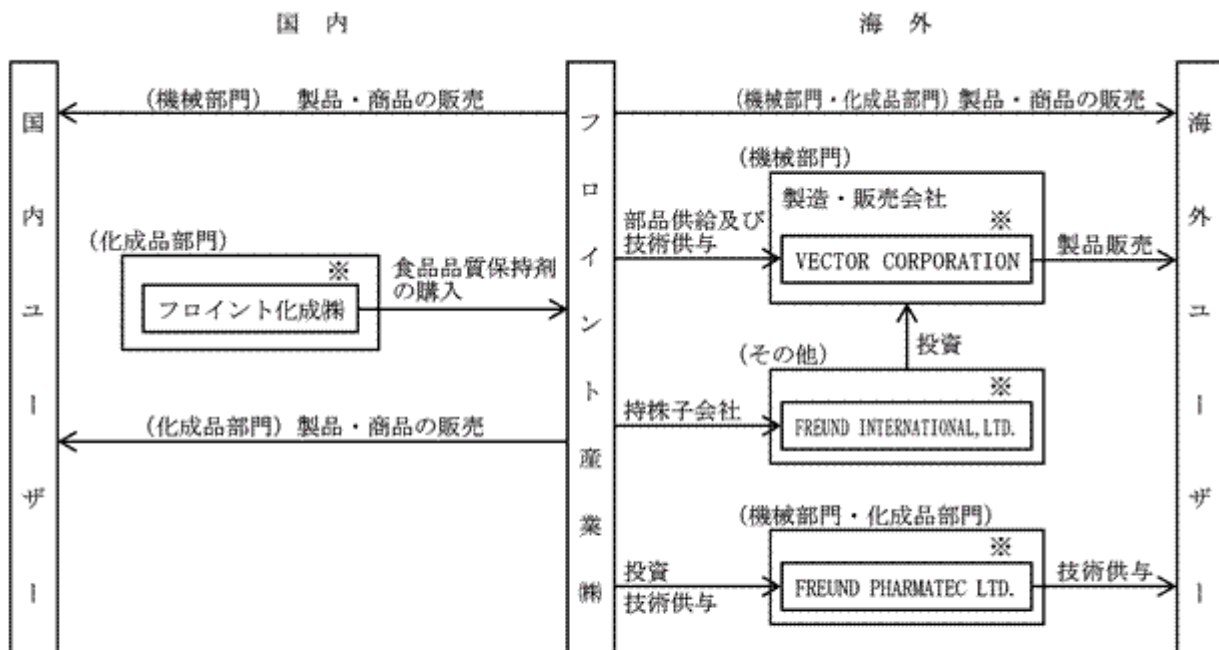 国内
海外
国内ユーザー
(機械部門) 製品・商品の販売
フロイント産業㈱
(機械部門・化成品部門) 製品・商品の販売
海外ユーザー
(機械部門)
製造・販売会社
※
部品供給及び
技術供与
VECTOR CORPORATION
製品販売
(化成品部門)
※
フロイント化成㈱
食品品質保持剤
の購入
投資
(その他)
※
持株子会社
FREUND INTERNATIONAL,LTD.
(化成品部門) 製品・商品の販売
(機械部門・化成品部門)
※
投資
技術供与
FREUND PHARMATEC LTD.
技術供与